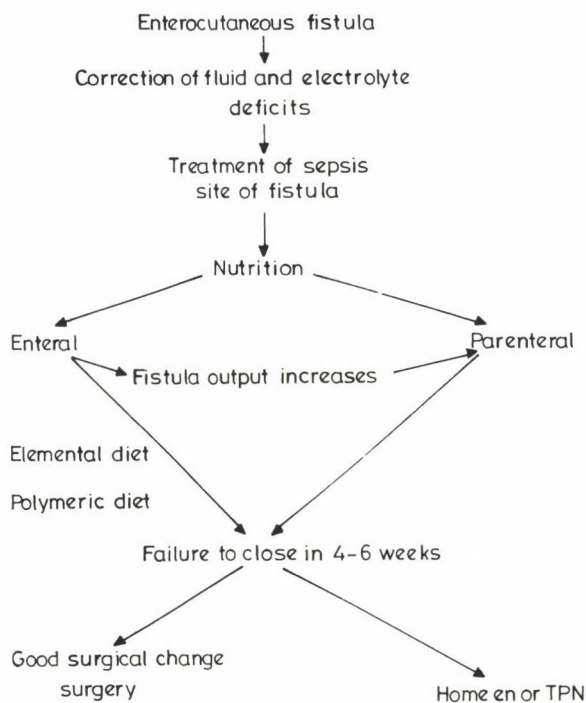 Enterocutaneous fistula
Correction of fluid and electrolyte
deficits
Treatment of sepsis
site of fistula
Nutrition
Enteral
Parenteral
Fistula output increases
Elemental diet
Polymeric diet
Failure to close in 4-6 weeks
Good surgical change
surgery
Home en or TPN